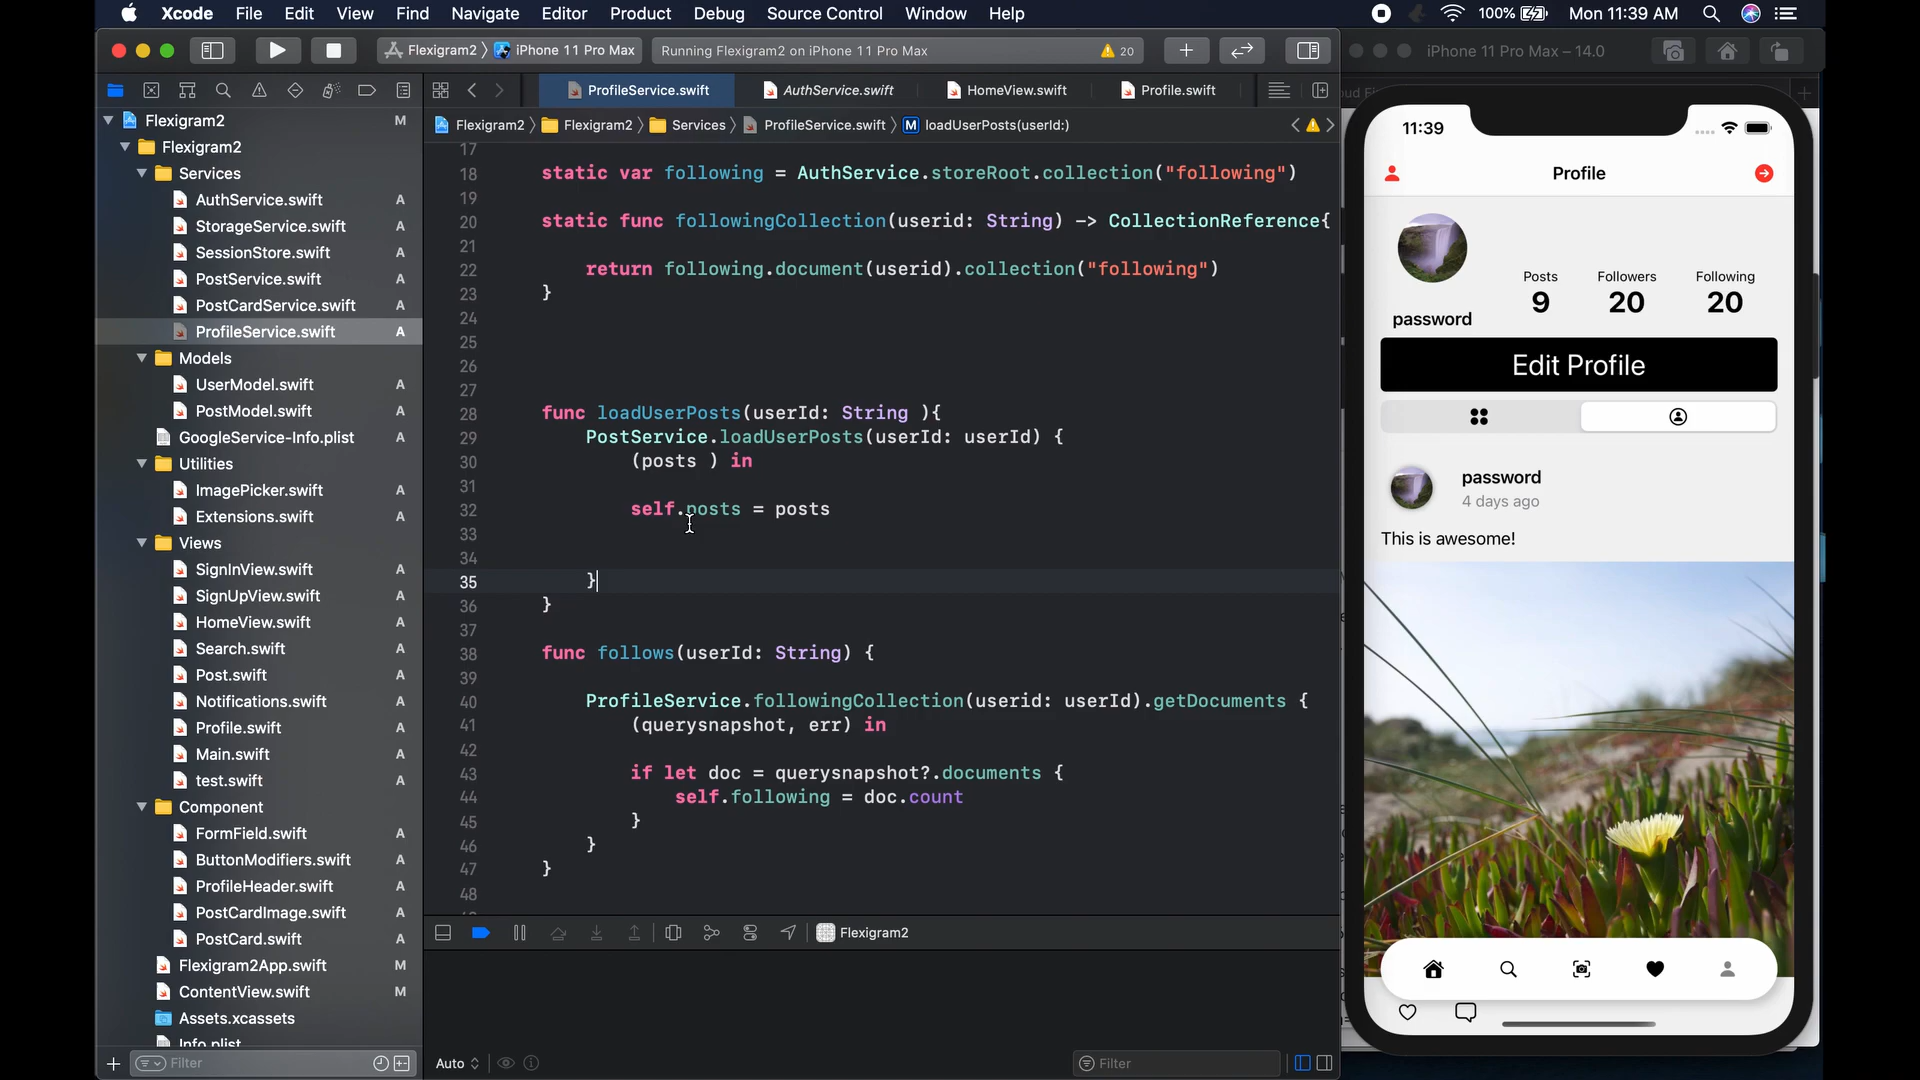 Xcode File Edit View Find Navigate Editor Product Debug Source Control Window Help 100% Mon 11:39 AM
Flexigram2 iPhone 11 Pro Max Running Flexigram2 on iPhone 11 Pro Max 20
iPhone 11 Pro Max – 14.0
ProfileService.swift AuthService.swift HomeView.swift Profile.swift
Flexigram2 Flexigram2 Services ProfileService.swift M loadUserPosts(userId:)
Flexigram2 M
Flexigram2
Services
AuthService.swift A
StorageService.swift A
SessionStore.swift A
PostService.swift A
PostCardService.swift A
ProfileService.swift A
Models
UserModel.swift A
PostModel.swift A
GoogleService-Info.plist A
Utilities
ImagePicker.swift A
Extensions.swift A
Views
SignInView.swift A
SignUpView.swift A
HomeView.swift A
Search.swift A
Post.swift A
Notifications.swift A
Profile.swift A
Main.swift A
test.swift A
Component
FormField.swift A
ButtonModifiers.swift A
ProfileHeader.swift A
PostCardImage.swift A
PostCard.swift A
Flexigram2App.swift M
ContentView.swift M
Assets.xcassets
Info.plist
Filter
17
18 static var following = AuthService.storeRoot.collection("following")
19
20 static func followingCollection(userid: String) -> CollectionReference{
21
22 return following.document(userid).collection("following")
23 }
24
25
26
27
28 func loadUserPosts(userId: String ){
29 PostService.loadUserPosts(userId: userId) {
30 (posts ) in
31
32 self.posts = posts
33
34
35 }
36 }
37
38 func follows(userId: String) {
39
40 ProfileService.followingCollection(userid: userId).getDocuments {
41 (querysnapshot, err) in
42
43 if let doc = querysnapshot?.documents {
44 self.following = doc.count
45 }
46 }
47 }
48
Flexigram2
Auto Filter
11:39
Profile
Posts Followers Following
9 20 20
password
Edit Profile
password
4 days ago
This is awesome!